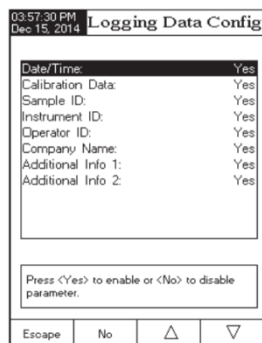 03:57:30 PM
Dec 15, 2014
Logging Data Config
Date/Time: Yes
Calibration Data: Yes
Sample ID: Yes
Instrument ID: Yes
Operator ID: Yes
Company Name: Yes
Additional Info 1: Yes
Additional Info 2: Yes
Press <Yes> to enable or <No> to disable
parameter.
Escape No